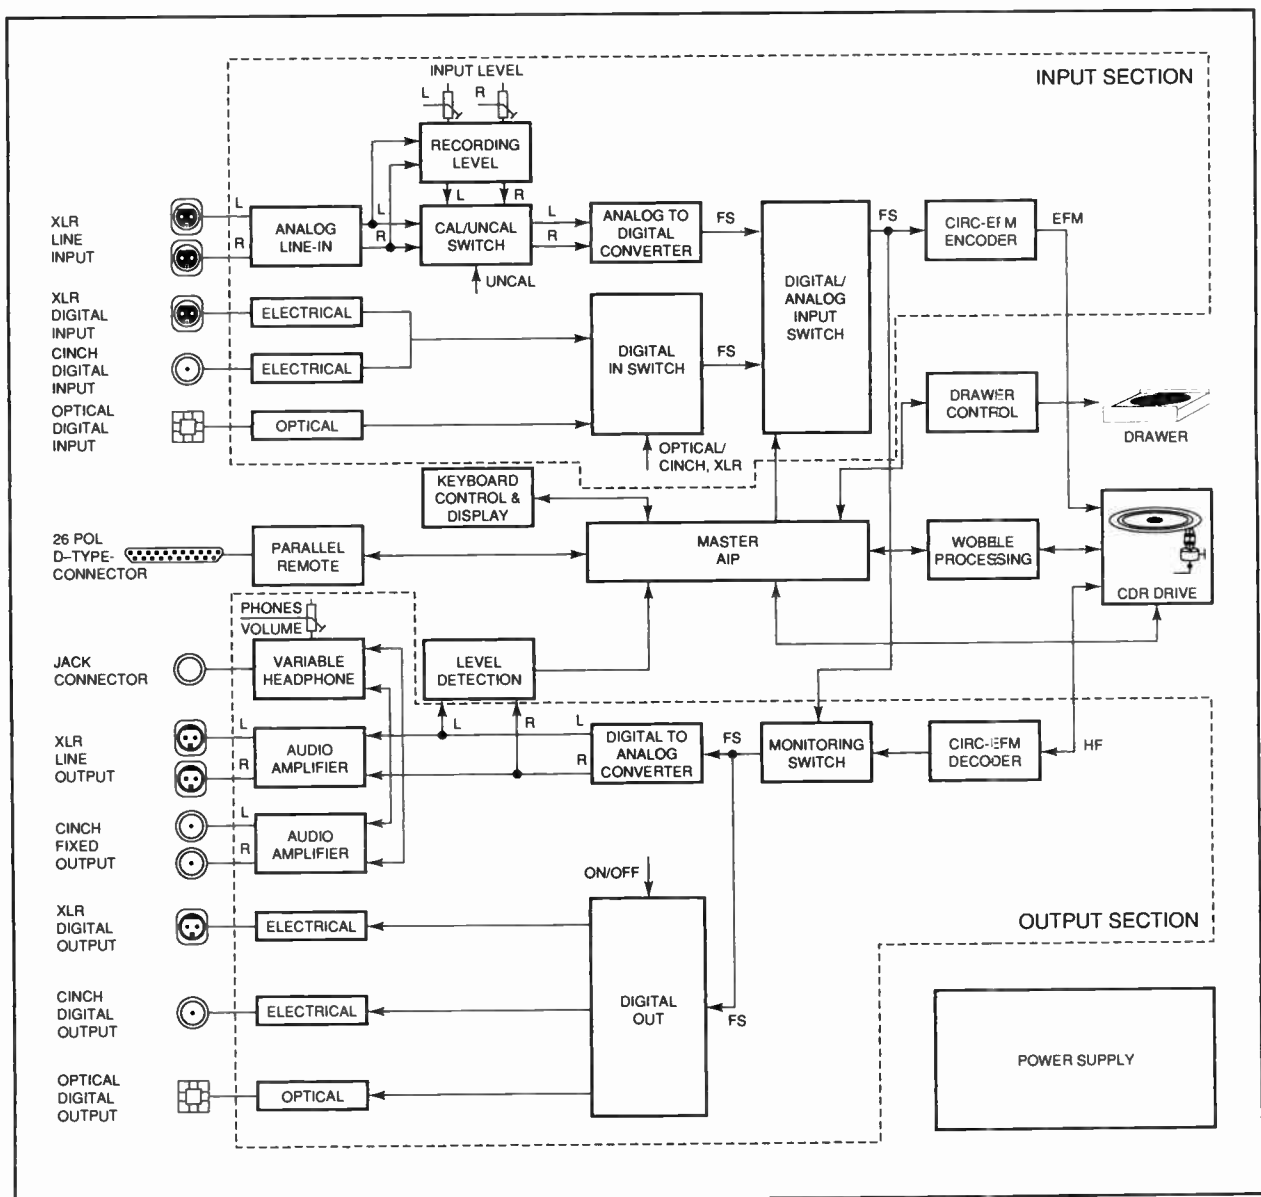 INPUT SECTION
INPUT LEVEL
L
R
RECORDING
LEVEL
L
R
XLR
LINE
INPUT
L
R
ANALOG
LINE-IN
L
R
CAL/UNCAL
SWITCH
UNCAL
L
R
ANALOG TO
DIGITAL
CONVERTER
FS
DIGITAL/
ANALOG
INPUT
SWITCH
FS
CIRC-EFM
ENCODER
EFM
XLR
DIGITAL
INPUT
ELECTRICAL
CINCH
DIGITAL
INPUT
ELECTRICAL
DIGITAL
IN SWITCH
FS
OPTICAL
DIGITAL
INPUT
OPTICAL
OPTICAL/
CINCH, XLR
DRAWER
CONTROL
DRAWER
KEYBOARD
CONTROL &
DISPLAY
26 POL
D-TYPE-
CONNECTOR
PARALLEL
REMOTE
MASTER
AIP
WOBBLE
PROCESSING
CDR DRIVE
PHONES
VOLUME
JACK
CONNECTOR
VARIABLE
HEADPHONE
LEVEL
DETECTION
L
R
XLR
LINE
OUTPUT
L
R
AUDIO
AMPLIFIER
L
R
DIGITAL TO
ANALOG
CONVERTER
FS
MONITORING
SWITCH
CIRC-EFM
DECODER
HF
CINCH
FIXED
OUTPUT
L
R
AUDIO
AMPLIFIER
ON/OFF
OUTPUT SECTION
XLR
DIGITAL
OUTPUT
ELECTRICAL
CINCH
DIGITAL
OUTPUT
ELECTRICAL
DIGITAL
OUT
FS
OPTICAL
DIGITAL
OUTPUT
OPTICAL
POWER SUPPLY